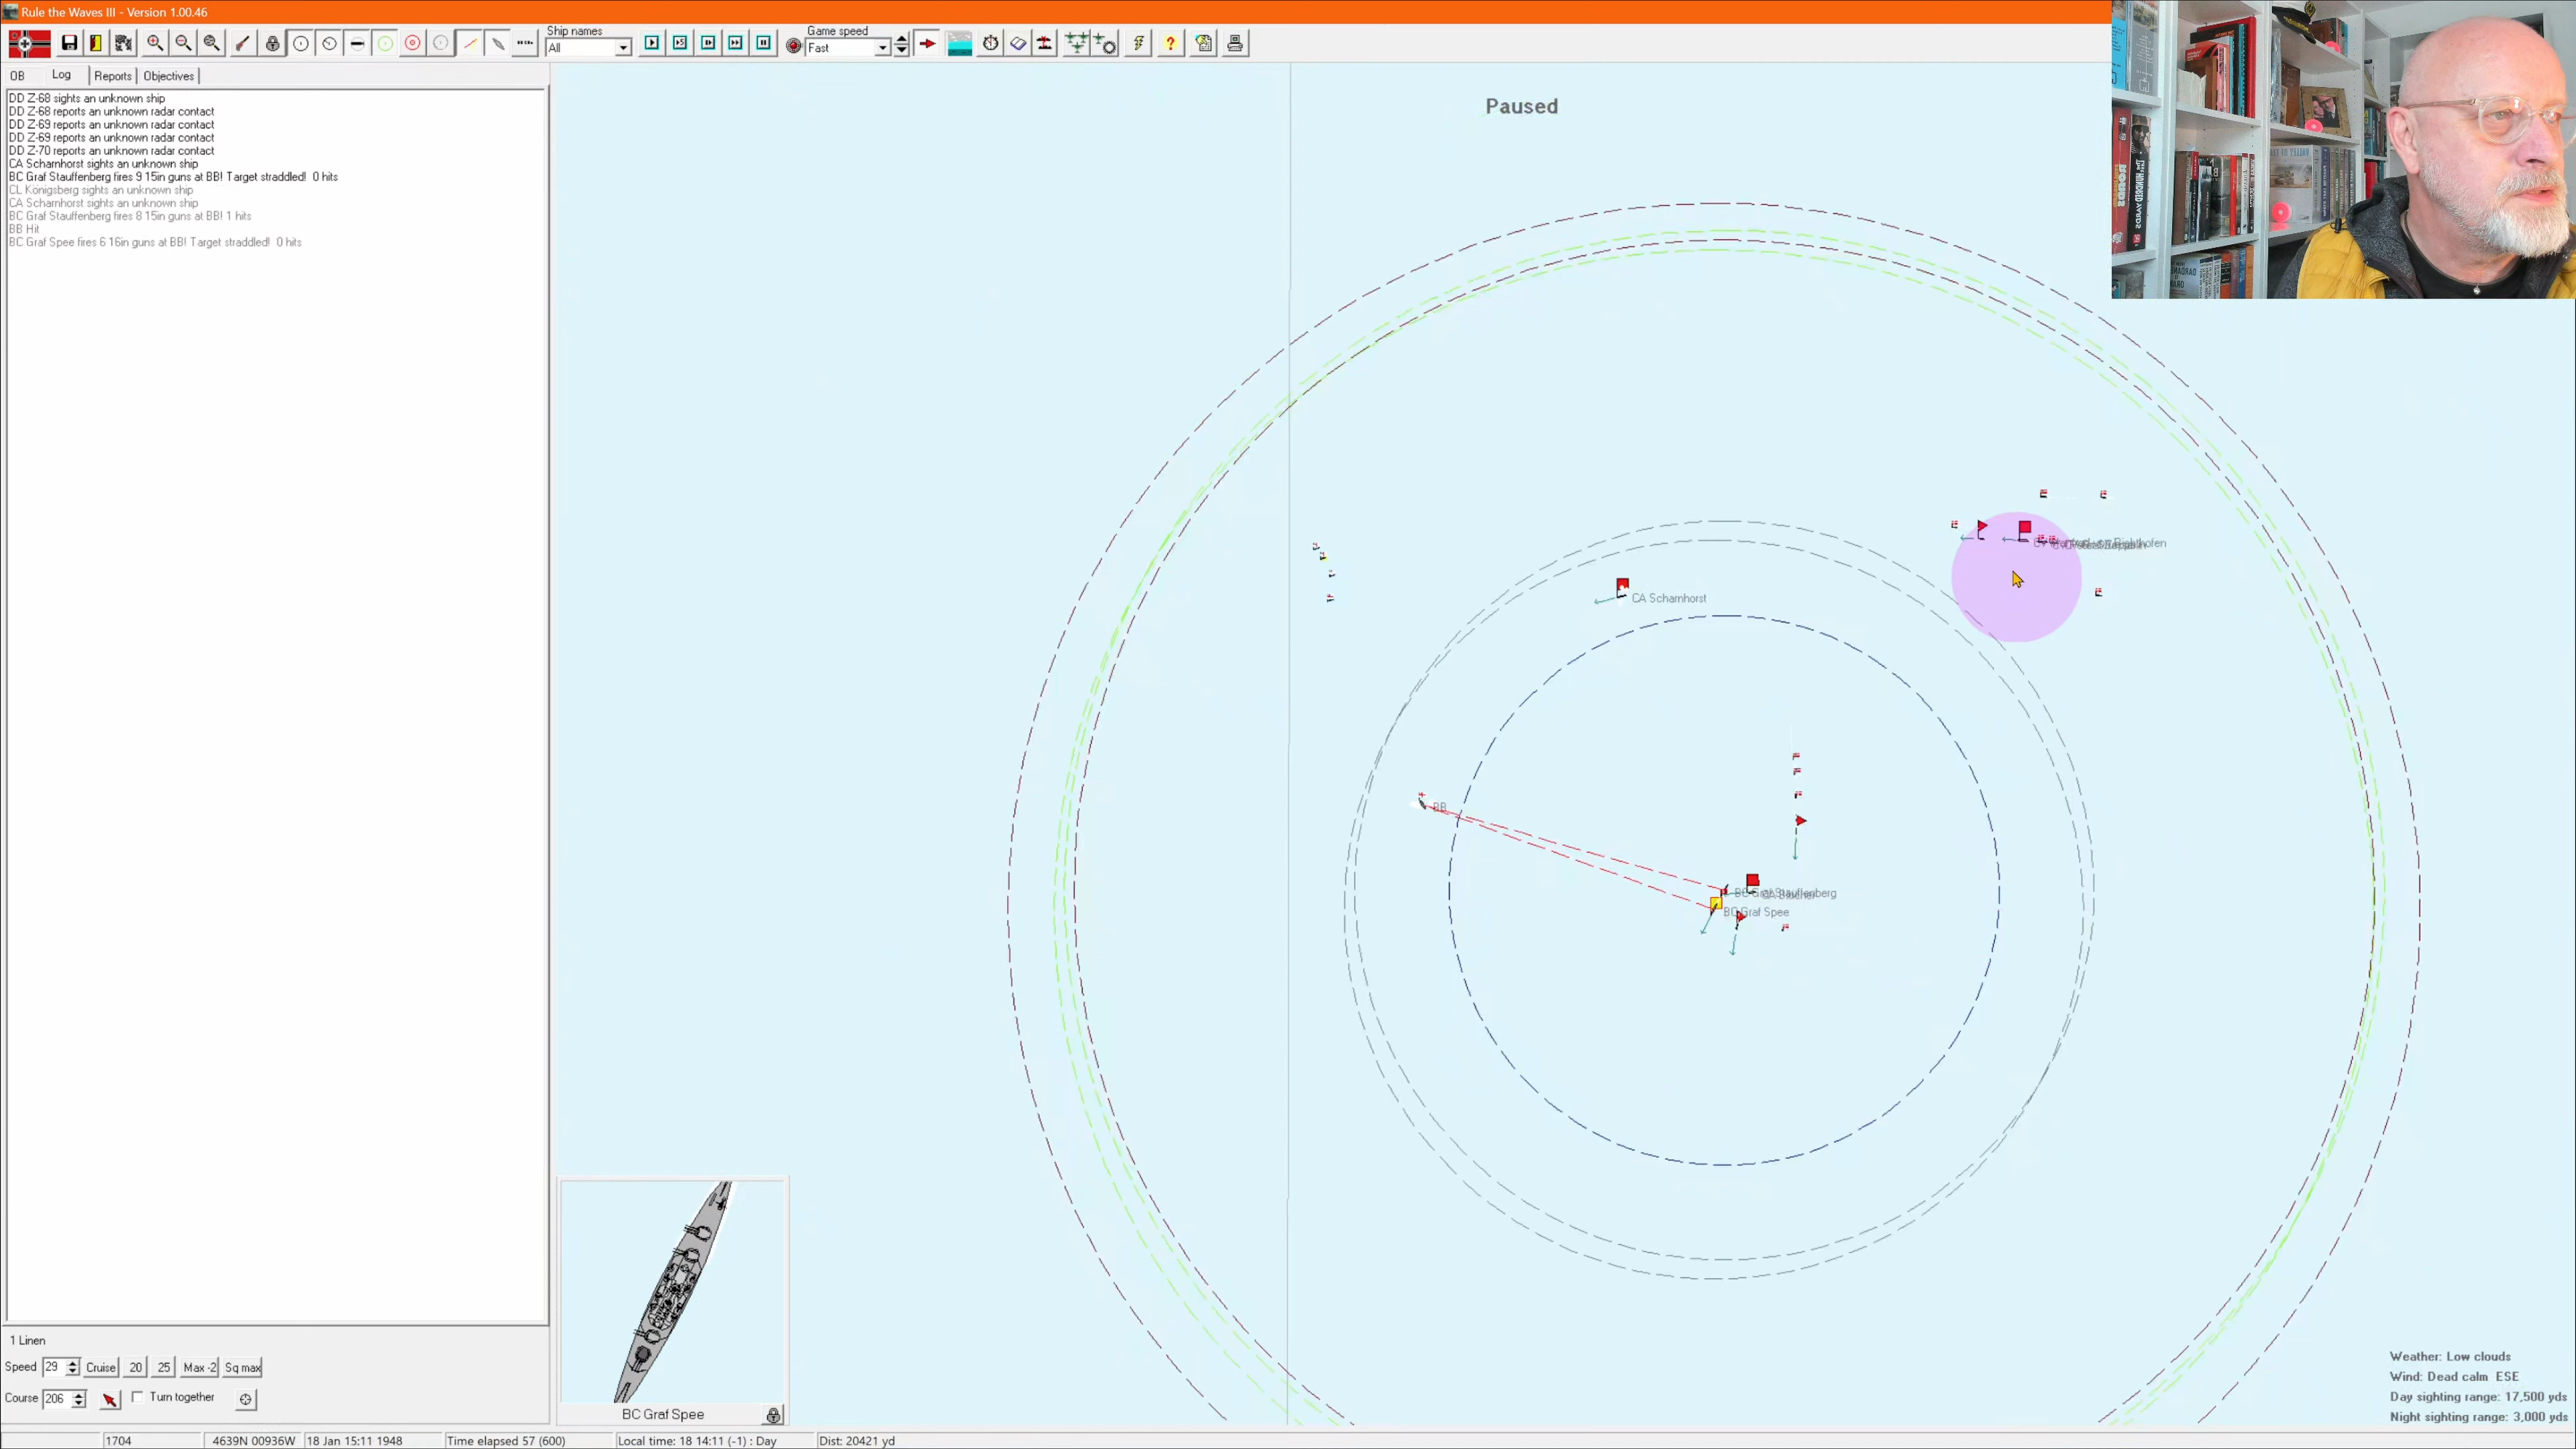 Rule the Waves III - Version 1.00.46
Ship names
All
Game speed
Fast
OB
Log
Reports
Objectives
DD Z-68 sights an unknown ship
DD Z-68 reports an unknown radar contact
DD Z-69 reports an unknown radar contact
DD Z-69 reports an unknown radar contact
DD Z-70 reports an unknown radar contact
CA Scharnhorst sights an unknown ship
BC Graf Stauffenberg fires 9 15in guns at BB! Target straddled!  0 hits
CL Königsberg sights an unknown ship
CA Scharnhorst sights an unknown ship
BC Graf Stauffenberg fires 8 15in guns at BB! 1 hits
BB Hit
BC Graf Spee fires 6 16in guns at BB! Target straddled!  0 hits
Paused
CA Scharnhorst
BB
BC Graf Stauffenberg
BC Graf Spee
1 Linen
Speed 29 Cruise 20 25 Max -2 Sq max
Course 206 Turn together
BC Graf Spee
Weather: Low clouds
Wind: Dead calm  ESE
Day sighting range: 17,500 yds
Night sighting range: 3,000 yds
1704
4639N 00936W
18 Jan 15:11 1948
Time elapsed 57 (600)
Local time: 18 14:11 (-1) : Day
Dist: 20421 yd